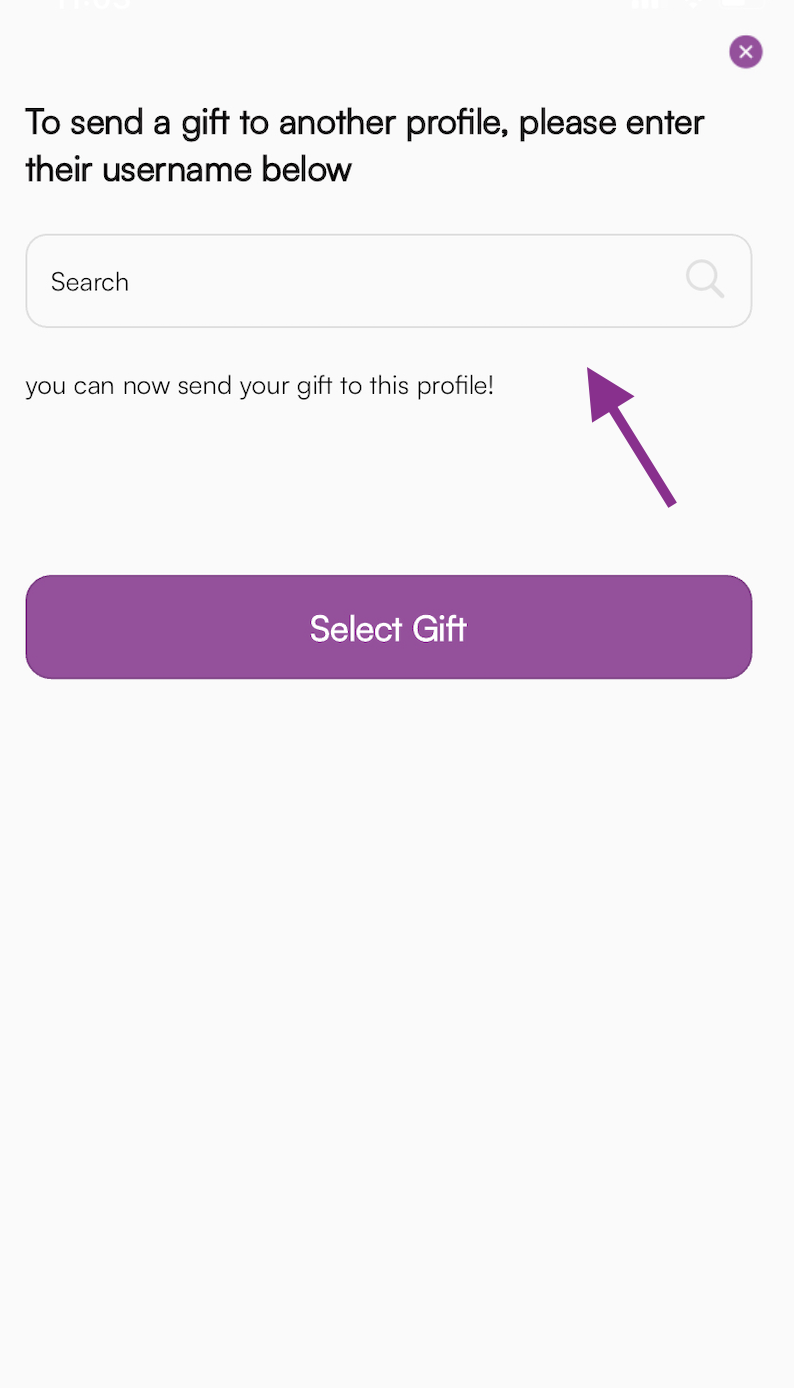 To send a gift to another profile, please enter
their username below
Search
you can now send your gift to this profile!
Select Gift